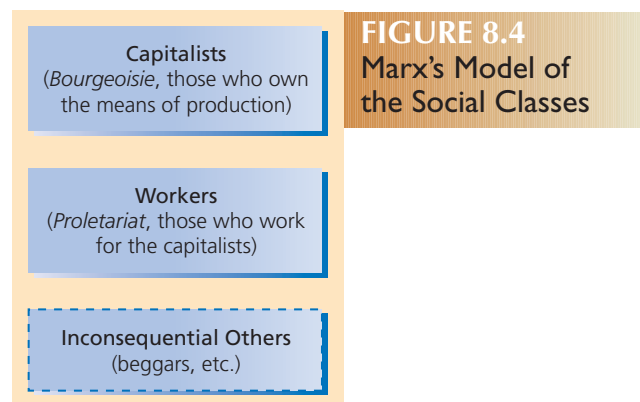 FIGURE 8.4
Marx's Model of
the Social Classes
Capitalists
(Bourgeoisie, those who own
the means of production)
Workers
(Proletariat, those who work
for the capitalists)
Inconsequential Others
(beggars, etc.)